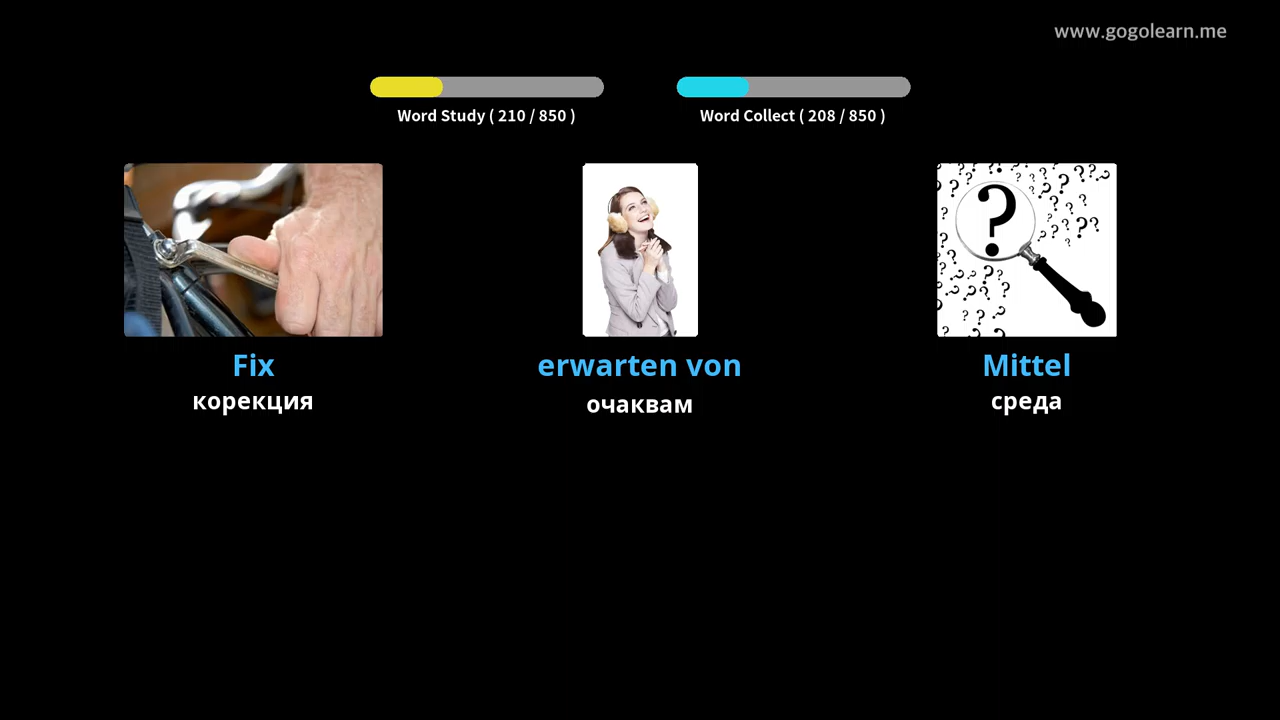 www.gogolearn.me
Word Study ( 210 / 850 )
Word Collect ( 208 / 850 )
Fix
корекция
erwarten von
очаквам
Mittel
среда